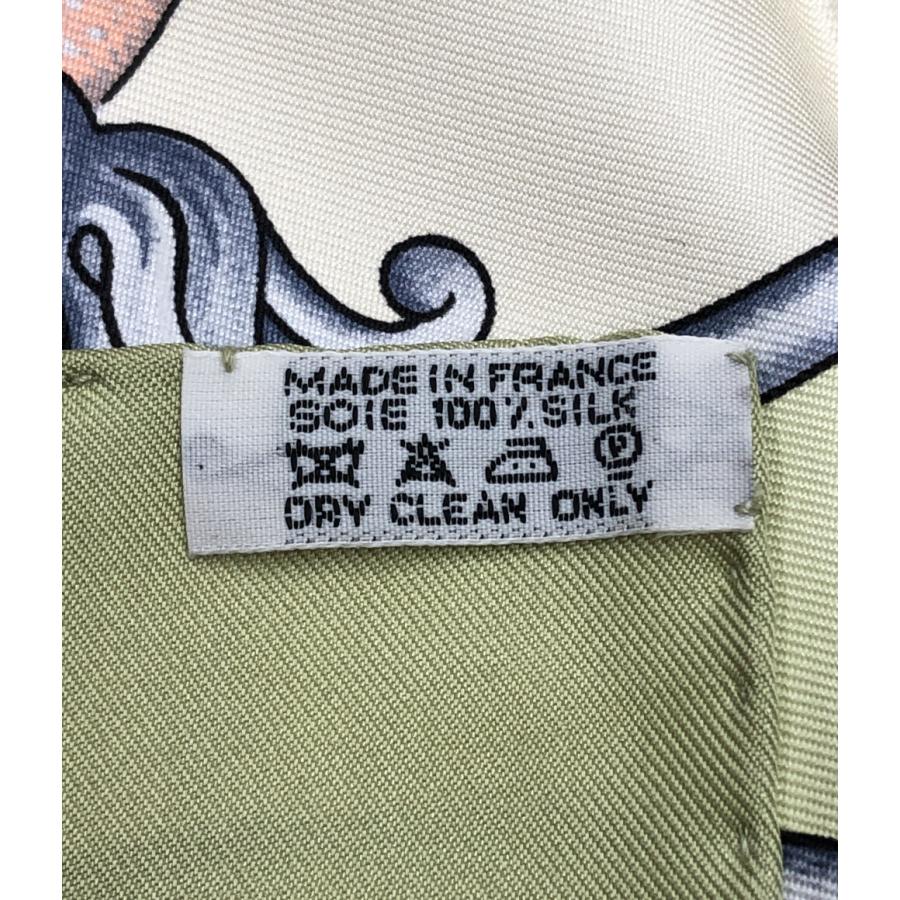 MADE IN FRANCE
SOIE 100% SILK
P
DRY CLEAN ONLY